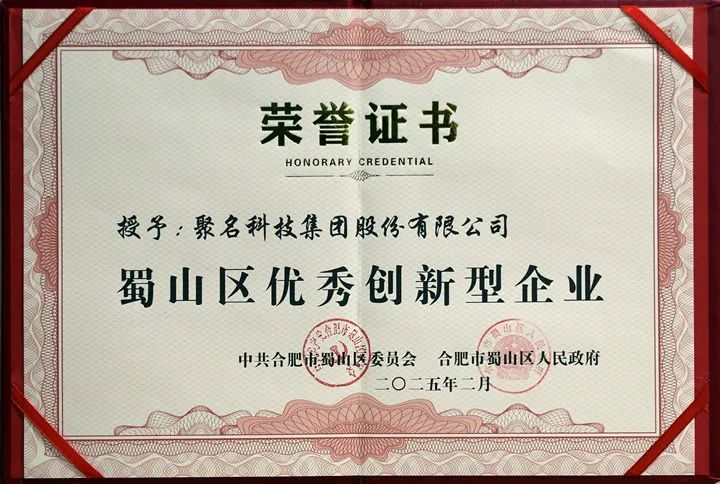 荣誉证书
HONORARY CREDENTIAL
授予：聚名科技集团股份有限公司
蜀山区优秀创新型企业
中共合肥市蜀山区委员会 合肥市蜀山区人民政府
二〇二五年二月